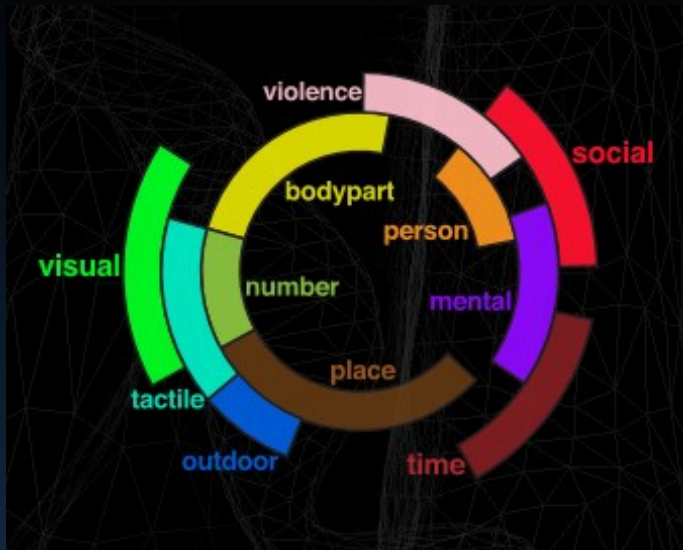 violence
social
bodypart
person
visual
number
mental
place
tactile
outdoor
time